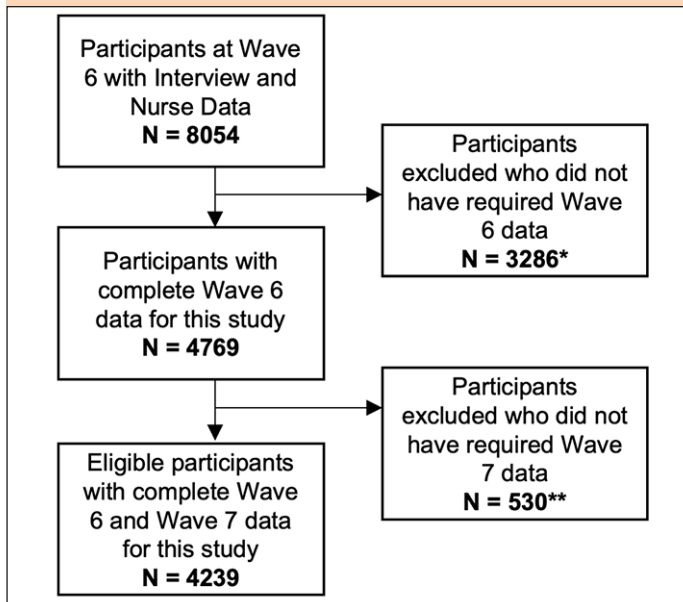 Participants at Wave
6 with Interview and
Nurse Data
N = 8054
Participants
excluded who did not
have required Wave
6 data
N = 3286*
Participants with
complete Wave 6
data for this study
N = 4769
Participants
excluded who did not
have required Wave
7 data
N = 530**
Eligible participants
with complete Wave
6 and Wave 7 data
for this study
N = 4239